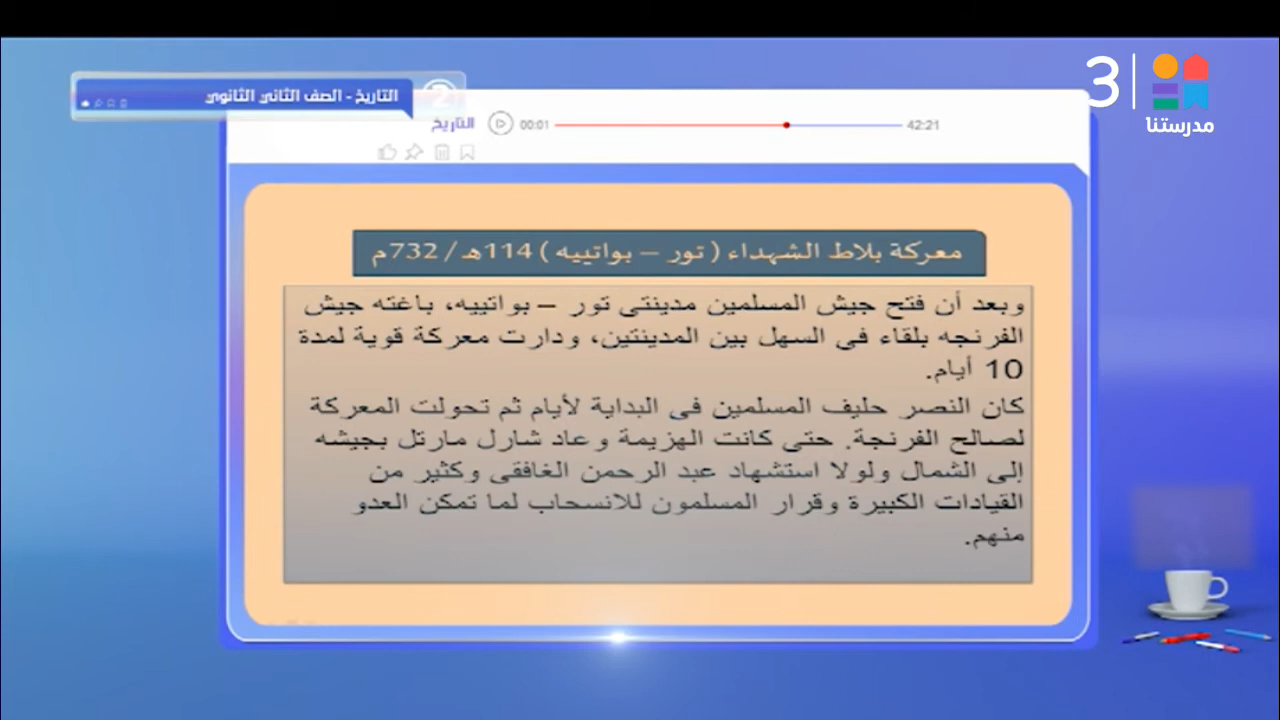 التاريخ - الصف الثاني الثانوي
3
مدرستنا
التاريخ
00:01
42:21
معركة بلاط الشهداء ( تور – بواتييه ) 114هـ / 732م
وبعد أن فتح جيش المسلمين مدينتى تور – بواتييه، باغته جيش
الفرنجه بلقاء فى السهل بين المدينتين، ودارت معركة قوية لمدة
10 أيام.
كان النصر حليف المسلمين فى البداية لأيام ثم تحولت المعركة
لصالح الفرنجة. حتى كانت الهزيمة وعاد شارل مارتل بجيشه
إلى الشمال ولولا استشهاد عبد الرحمن الغافقى وكثير من
القيادات الكبيرة وقرار المسلمون للانسحاب لما تمكن العدو
منهم.